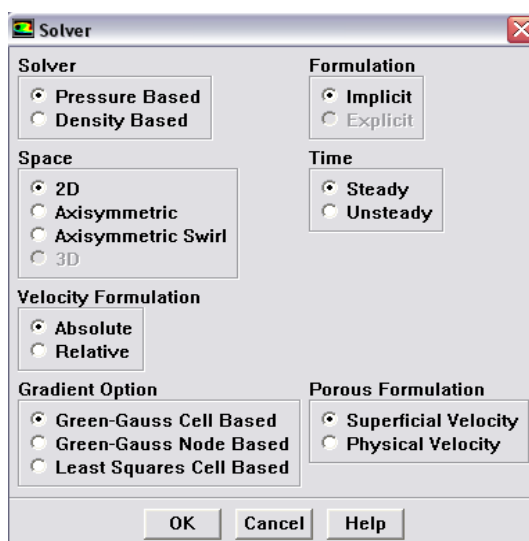 Solver
Solver
Pressure Based
Density Based
Formulation
Implicit
Explicit
Space
2D
Axisymmetric
Axisymmetric Swirl
3D
Time
Steady
Unsteady
Velocity Formulation
Absolute
Relative
Gradient Option
Green-Gauss Cell Based
Green-Gauss Node Based
Least Squares Cell Based
Porous Formulation
Superficial Velocity
Physical Velocity
OK Cancel Help